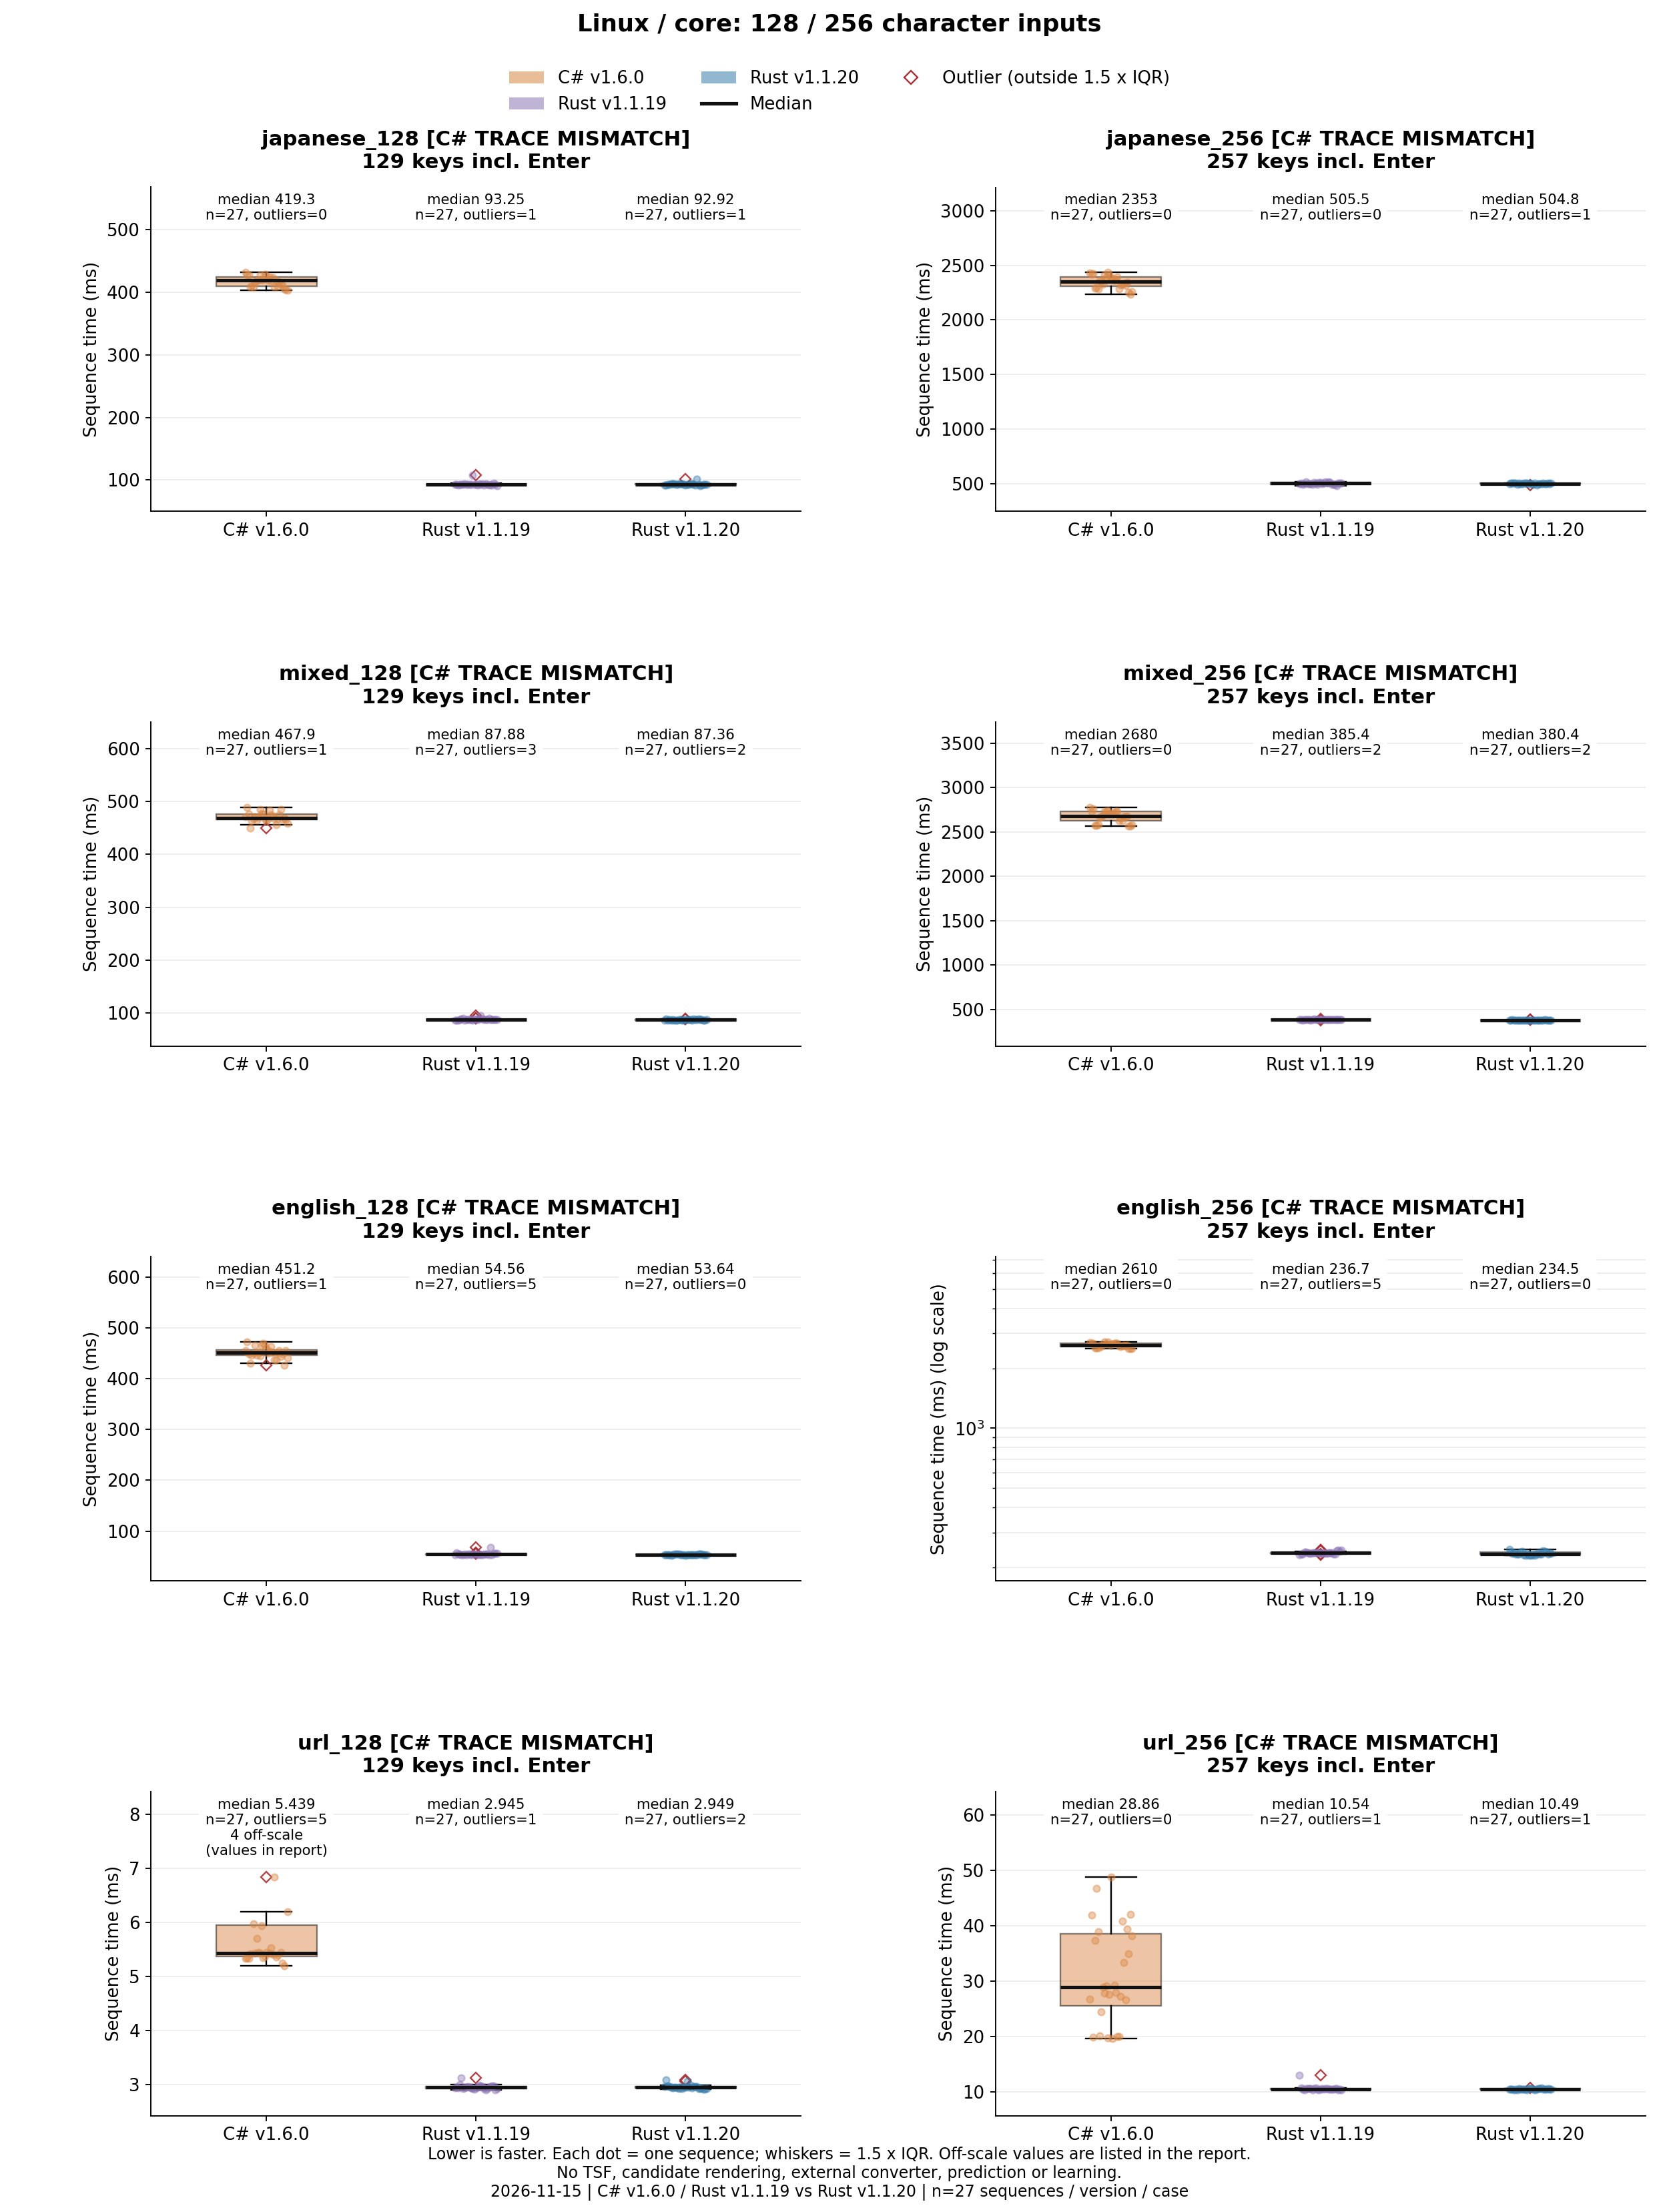 Linux / core: 128 / 256 character inputs
C# v1.6.0
Rust v1.1.20
Outlier (outside 1.5 x IQR)
Rust v1.1.19
Median
japanese_128 [C# TRACE MISMATCH]
129 keys incl. Enter
median 419.3
n=27, outliers=0
median 93.25
n=27, outliers=1
median 92.92
n=27, outliers=1
Sequence time (ms)
500
400
300
200
100
C# v1.6.0
Rust v1.1.19
Rust v1.1.20
japanese_256 [C# TRACE MISMATCH]
257 keys incl. Enter
median 2353
n=27, outliers=0
median 505.5
n=27, outliers=0
median 504.8
n=27, outliers=1
Sequence time (ms)
3000
2500
2000
1500
1000
500
C# v1.6.0
Rust v1.1.19
Rust v1.1.20
mixed_128 [C# TRACE MISMATCH]
129 keys incl. Enter
median 467.9
n=27, outliers=1
median 87.88
n=27, outliers=3
median 87.36
n=27, outliers=2
Sequence time (ms)
600
500
400
300
200
100
C# v1.6.0
Rust v1.1.19
Rust v1.1.20
mixed_256 [C# TRACE MISMATCH]
257 keys incl. Enter
median 2680
n=27, outliers=0
median 385.4
n=27, outliers=2
median 380.4
n=27, outliers=2
Sequence time (ms)
3500
3000
2500
2000
1500
1000
500
C# v1.6.0
Rust v1.1.19
Rust v1.1.20
english_128 [C# TRACE MISMATCH]
129 keys incl. Enter
median 451.2
n=27, outliers=1
median 54.56
n=27, outliers=5
median 53.64
n=27, outliers=0
Sequence time (ms)
600
500
400
300
200
100
C# v1.6.0
Rust v1.1.19
Rust v1.1.20
english_256 [C# TRACE MISMATCH]
257 keys incl. Enter
median 2610
n=27, outliers=0
median 236.7
n=27, outliers=5
median 234.5
n=27, outliers=0
Sequence time (ms) (log scale)
10³
C# v1.6.0
Rust v1.1.19
Rust v1.1.20
url_128 [C# TRACE MISMATCH]
129 keys incl. Enter
median 5.439
n=27, outliers=5
4 off-scale
(values in report)
median 2.945
n=27, outliers=1
median 2.949
n=27, outliers=2
Sequence time (ms)
8
7
6
5
4
3
C# v1.6.0
Rust v1.1.19
Rust v1.1.20
url_256 [C# TRACE MISMATCH]
257 keys incl. Enter
median 28.86
n=27, outliers=0
median 10.54
n=27, outliers=1
median 10.49
n=27, outliers=1
Sequence time (ms)
60
50
40
30
20
10
C# v1.6.0
Rust v1.1.19
Rust v1.1.20
Lower is faster. Each dot = one sequence; whiskers = 1.5 x IQR. Off-scale values are listed in the report.
No TSF, candidate rendering, external converter, prediction or learning.
2026-11-15 | C# v1.6.0 / Rust v1.1.19 vs Rust v1.1.20 | n=27 sequences / version / case